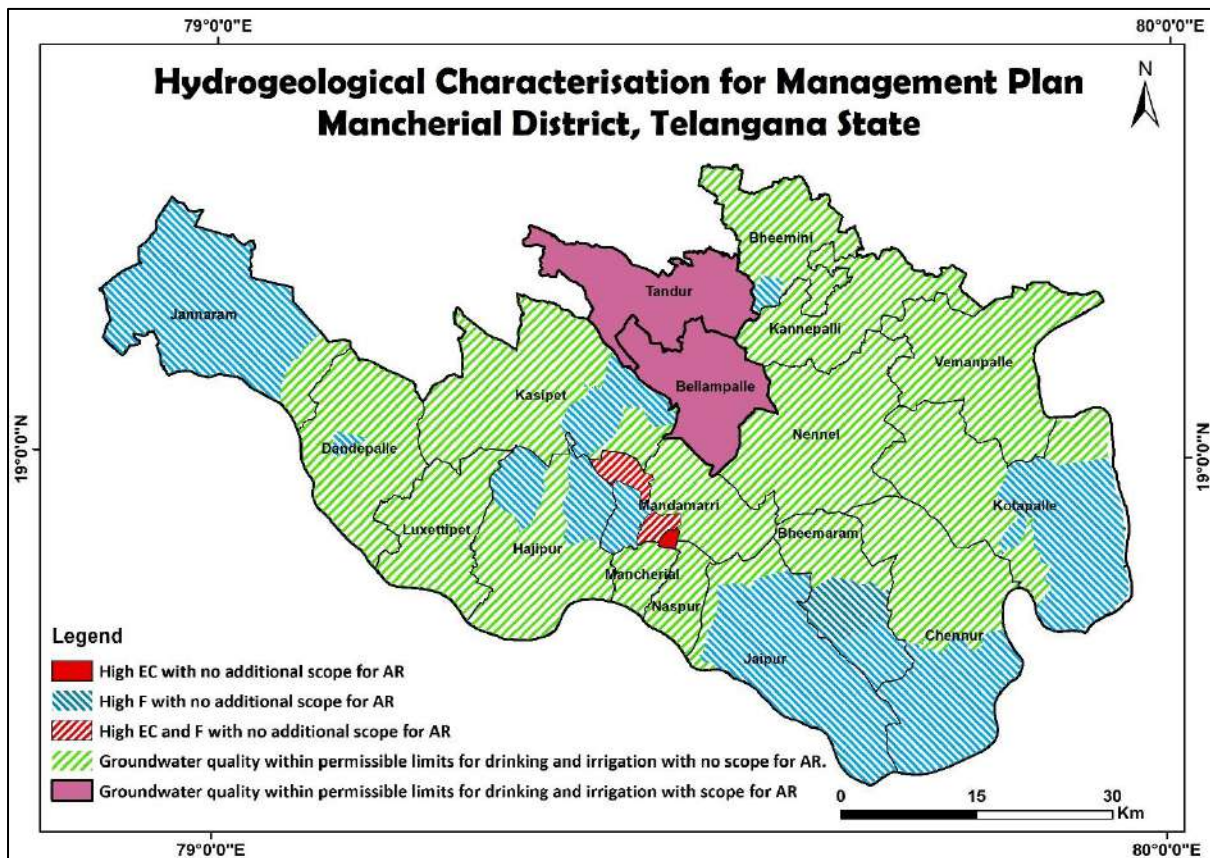 79°0'0"E
80°0'0"E
Hydrogeological Characterisation for Management Plan
Mancherial District, Telangana State
N
Bheemini
Tandur
Jannaram
Kannepalli
Vemanpalle
Bellampalle
Kasipet
Nennel
Dandepalle
19°0'0"N
19°0'0"N
Mandamarri
Kotapalle
Luxettipet
Hajipur
Bheemaram
Mancherial
Naspur
Chennur
Jaipur
Legend
High EC with no additional scope for AR
High F with no additional scope for AR
High EC and F with no additional scope for AR
Groundwater quality within permissible limits for drinking and irrigation with no scope for AR.
Groundwater quality within permissible limits for drinking and irrigation with scope for AR
0 15 30
Km
79°0'0"E
80°0'0"E